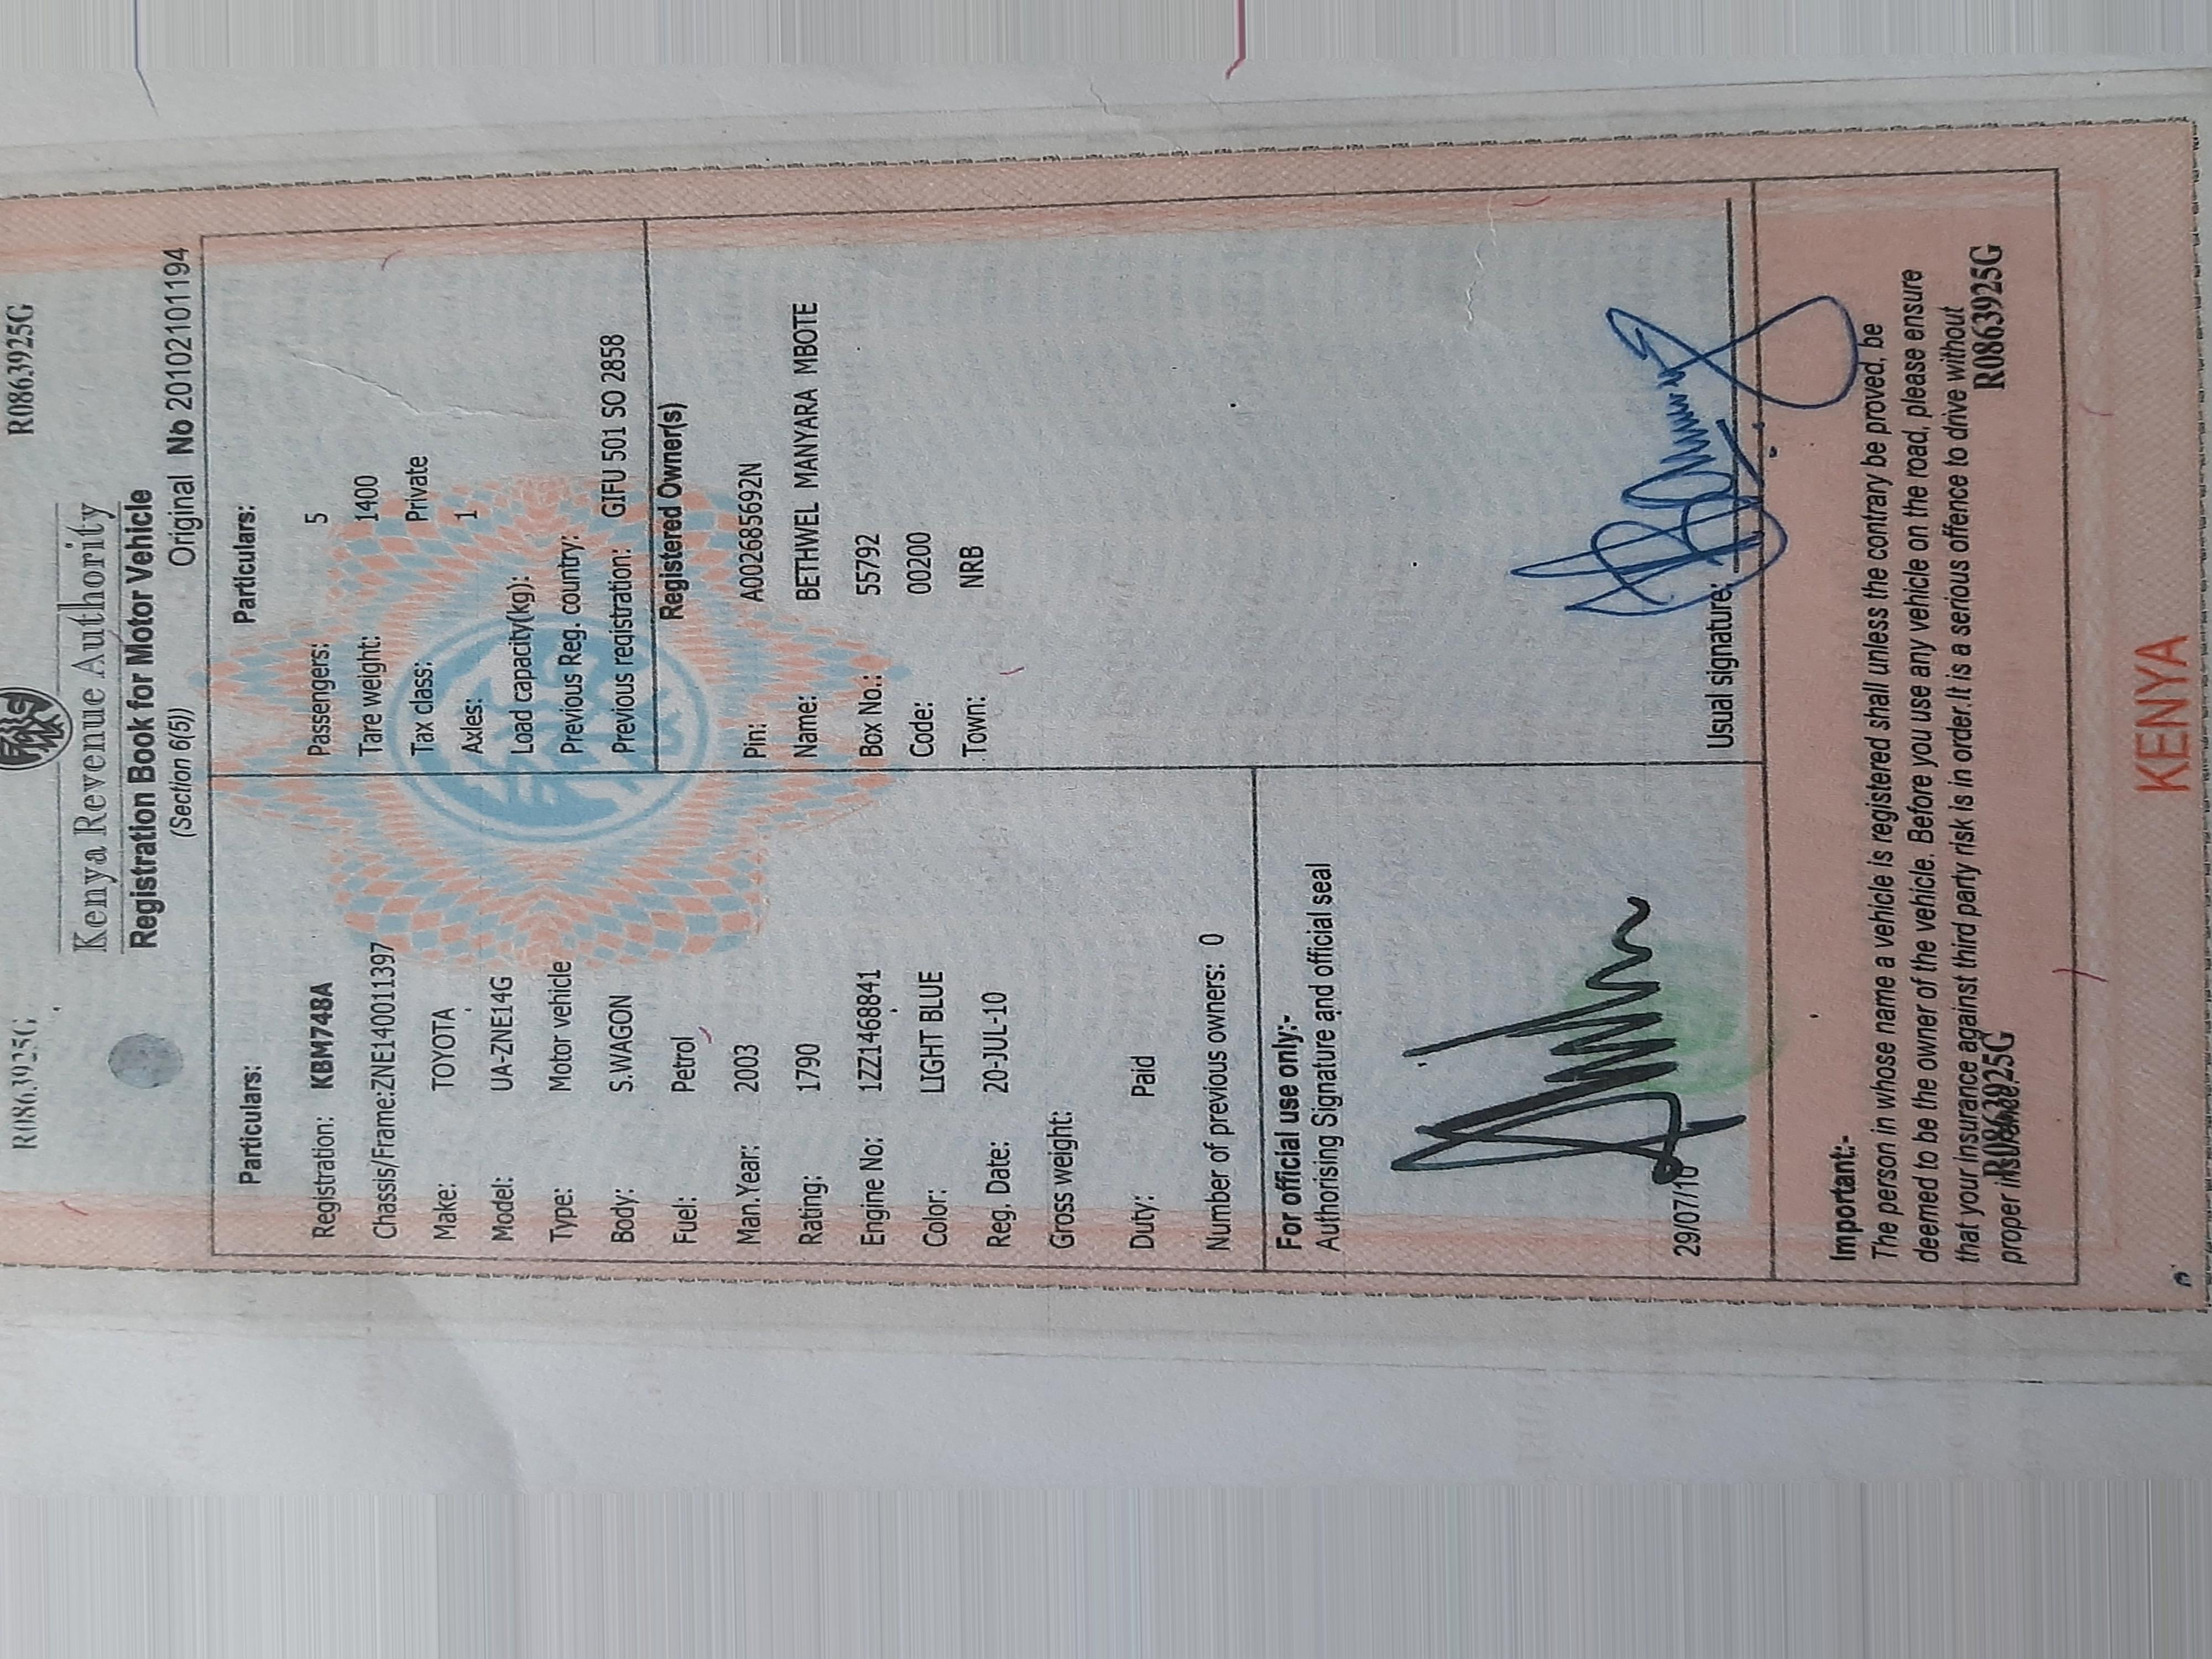 R0863925G R0863925G
Kenya Revenue Authority
Registration Book for Motor Vehicle
(Section 6(5))
Original No 201021101194
Particulars:
Registration: KBM748A
Chassis/Frame:ZNE140011397
Make: TOYOTA
Model: UA-ZNE14G
Type: Motor vehicle
Body: S.WAGON
Fuel: Petrol
Man.Year: 2003
Rating: 1790
Engine No: 1ZZ1468841
Color: LIGHT BLUE
Reg. Date: 20-JUL-10
Gross weight:
Duty: Paid
Number of previous owners: 0
Particulars:
Passengers: 5
Tare weight: 1400
Tax class: Private
Axles: 1
Load capacity(kg):
Previous Reg. country:
Previous registration: GIFU 501 SO 2858
Registered Owner(s)
Pin: A002685692N
Name: BETHWEL MANYARA MBOTE
Box No.: 55792
Code: 00200
Town: NRB
For official use only:-
Authorising Signature and official seal
29/07/10
Usual signature:
Important:-
The person in whose name a vehicle is registered shall unless the contrary be proved, be
deemed to be the owner of the vehicle. Before you use any vehicle on the road, please ensure
that your insurance against third party risk is in order.It is a serious offence to drive without
proper insurance.
R0863925G R0863925G
KENYA